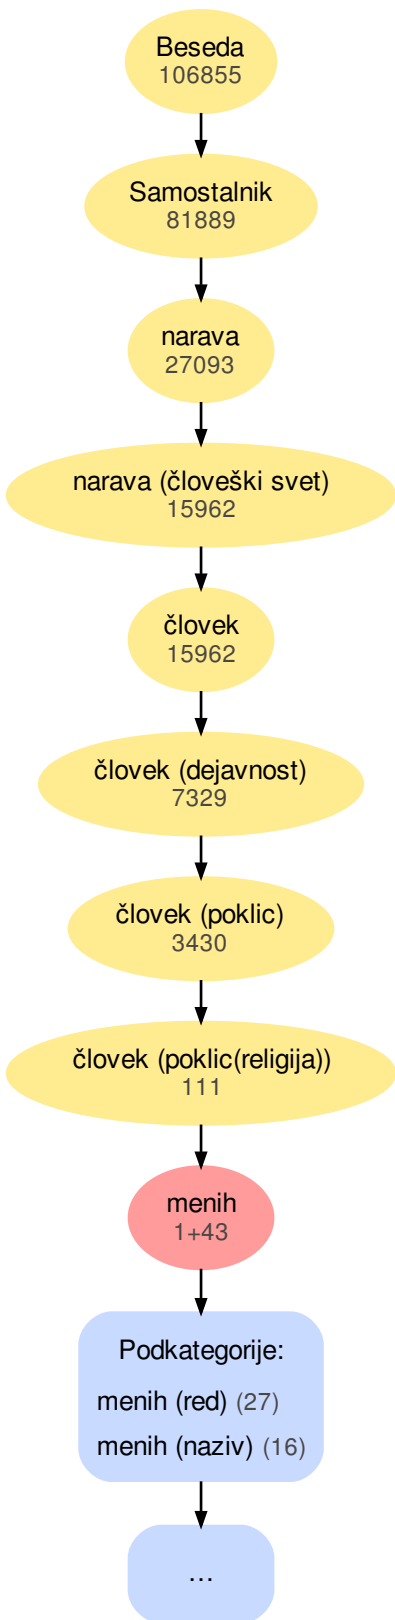 Beseda
106855
Samostalnik
81889
narava
27093
narava (človeški svet)
15962
človek
15962
človek (dejavnost)
7329
človek (poklic)
3430
človek (poklic(religija))
111
menih
1+43
Podkategorije:
menih (red) (27)
menih (naziv) (16)
...